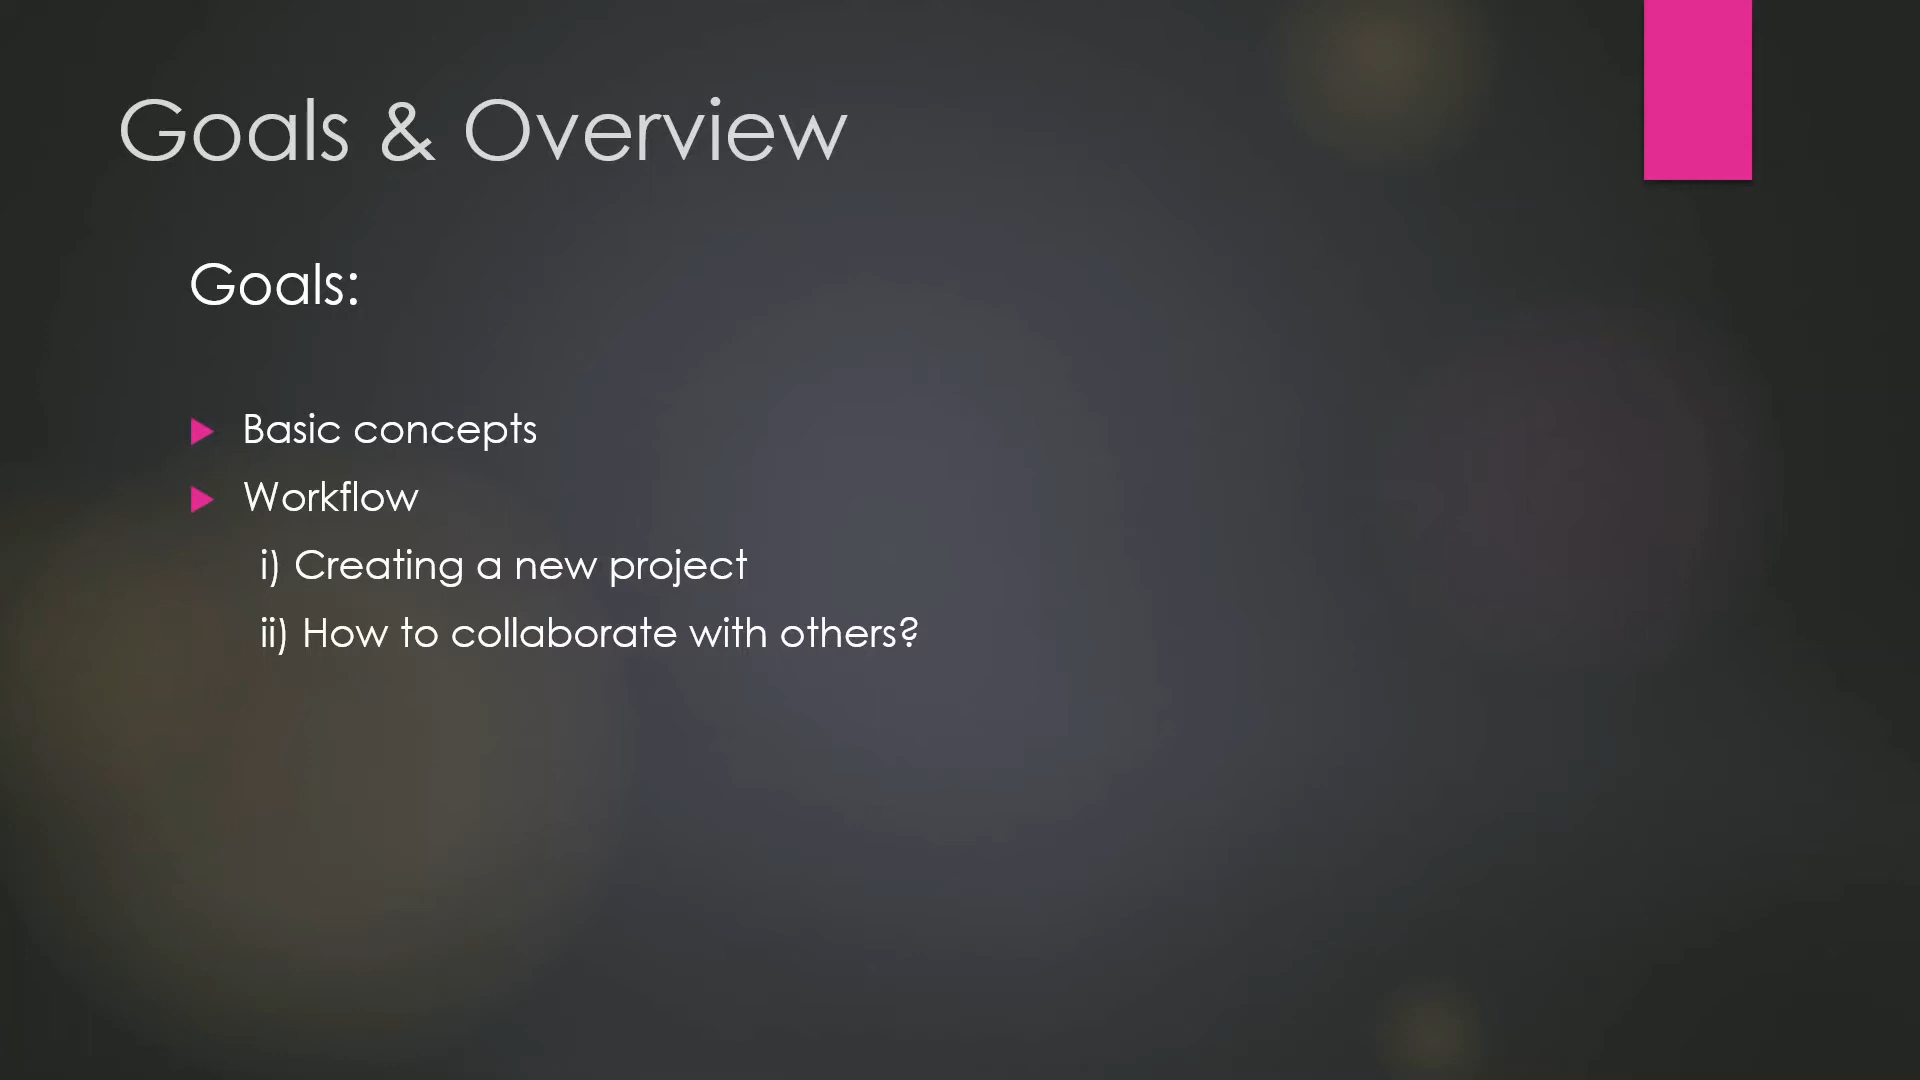 Goals & Overview
Goals:
Basic concepts
Workflow
i) Creating a new project
ii) How to collaborate with others?